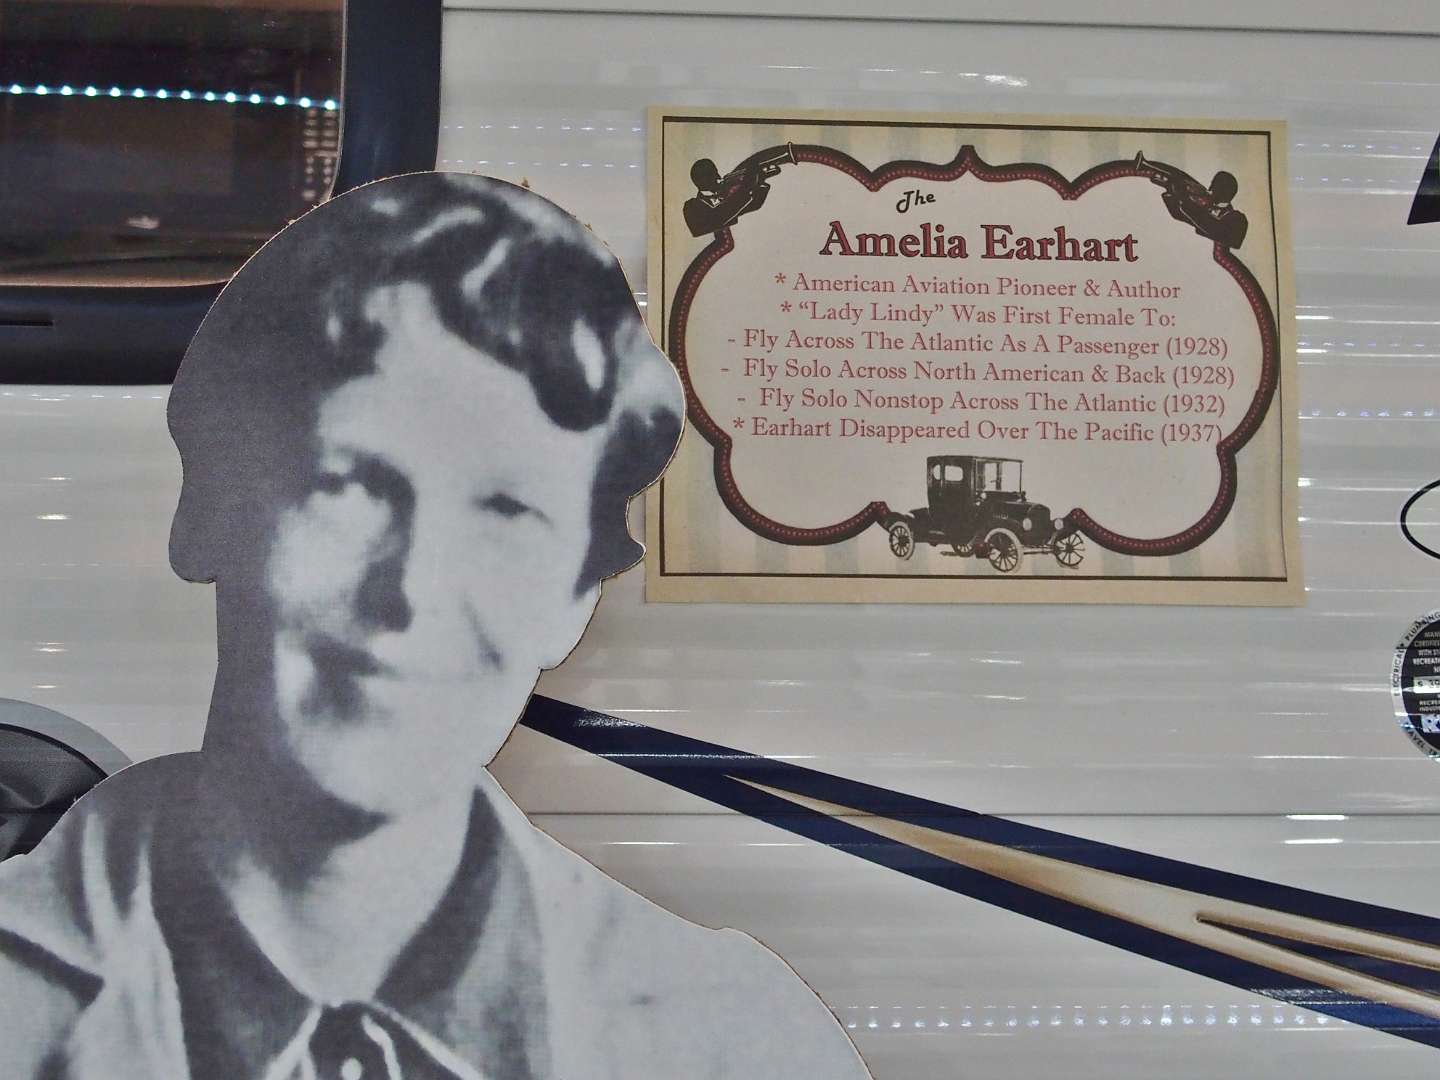 The
Amelia Earhart
* American Aviation Pioneer & Author
* “Lady Lindy” Was First Female To:
- Fly Across The Atlantic As A Passenger (1928)
- Fly Solo Across North American & Back (1928)
- Fly Solo Nonstop Across The Atlantic (1932)
* Earhart Disappeared Over The Pacific (1937)
ELECTRICAL
PLUMBING